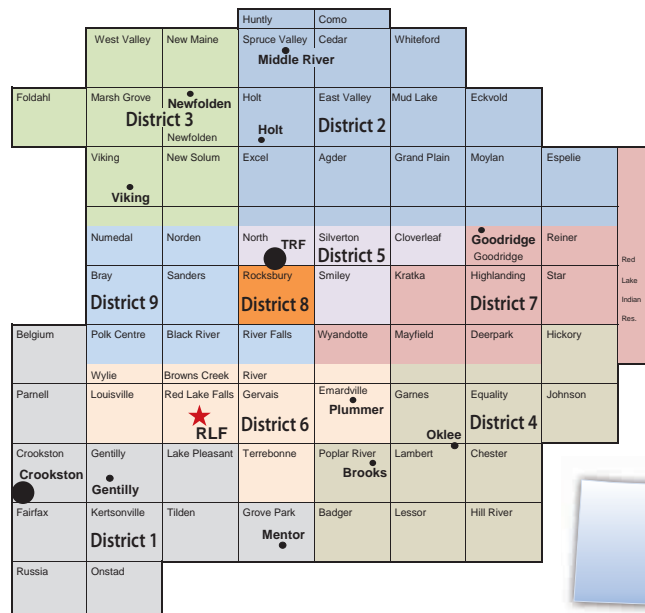 Huntly Como
West Valley New Maine Spruce Valley Cedar Whiteford
Middle River
Foldahl Marsh Grove Newfolden Holt East Valley Mud Lake Eckvold
District 3 District 2
Newfolden Holt
Viking New Solum Excel Agder Grand Plain Moylan Espelie
Viking
Numedal Norden North TRF Silverton Cloverleaf Goodridge Reiner
District 5 Goodridge Red
Bray Sanders Rocksbury Smiley Kratka Highlanding Star Lake
District 9 District 8 District 7 Indian
Res.
Belgium Polk Centre Black River River Falls Wyandotte Mayfield Deerpark Hickory
Wylie Browns Creek River
Parnell Louisville Red Lake Falls Gervais Emardville Garnes Equality Johnson
Plummer
RLF District 6 District 4
Oklee
Crookston Gentilly Lake Pleasant Terrebonne Poplar River Lambert Chester
Crookston Brooks
Gentilly
Fairfax Kertsonville Tilden Grove Park Badger Lessor Hill River
District 1 Mentor
Russia Onstad